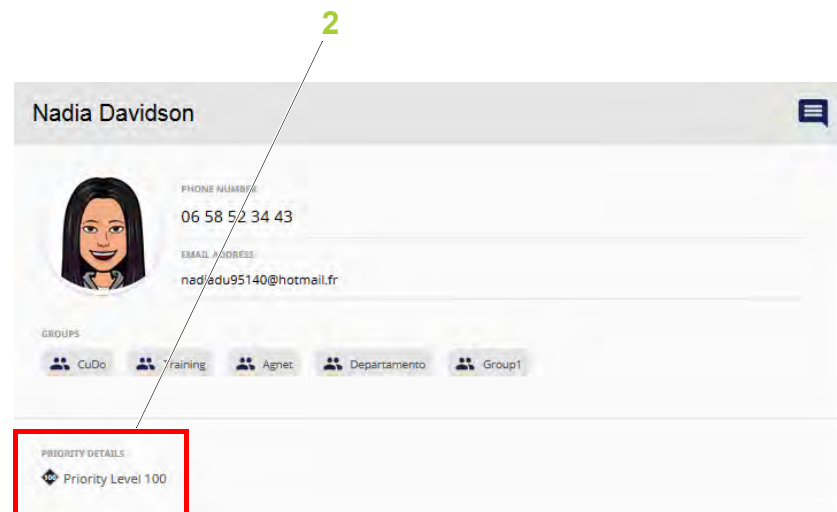 2
Nadia Davidson
PHONE NUMBER
06 58 52 34 43
EMAIL ADDRESS
nadiadu95140@hotmail.fr
GROUPS
CuDo Training Agnet Departamento Group1
PRIORITY DETAILS
100 Priority Level 100